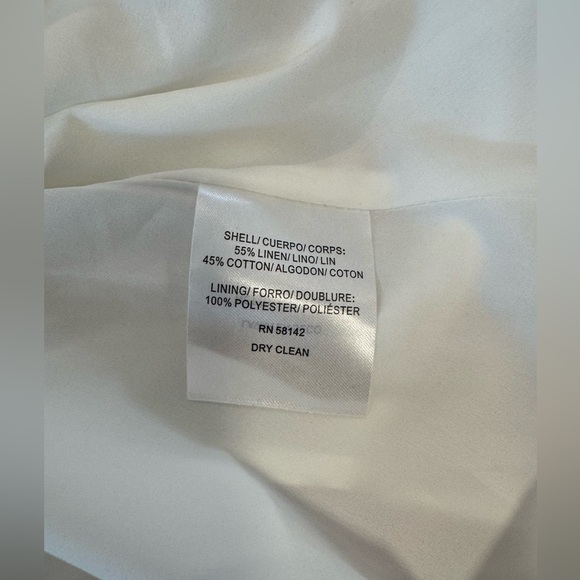 SHELL/ CUERPO/ CORPS:
55% LINEN/ LINO/ LIN
45% COTTON/ ALGODON/ COTON
LINING/ FORRO/ DOUBLURE:
100% POLYESTER/ POLIÉSTER
RN 58142
DRY CLEAN